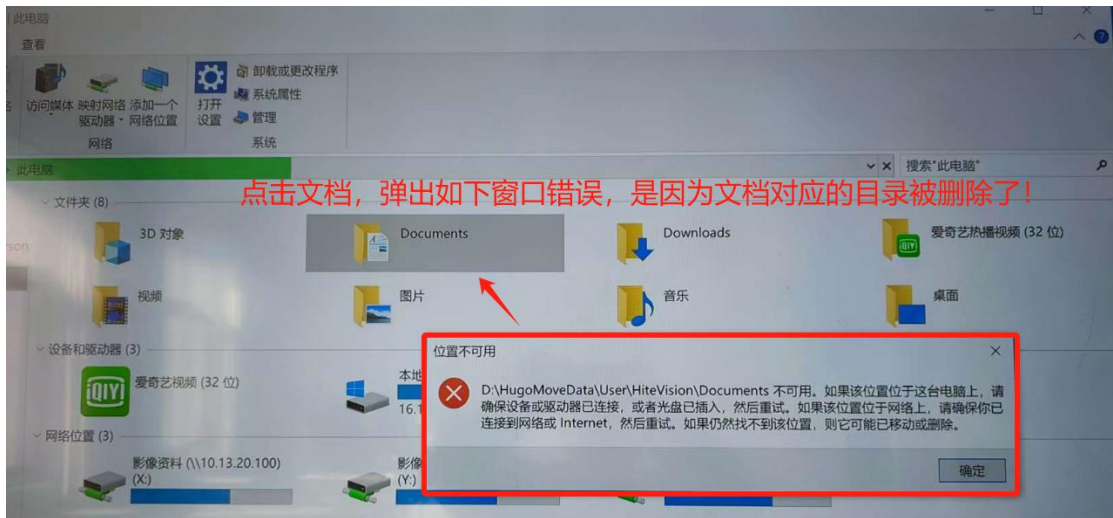 此电脑
查看
卸载或更改程序
系统属性
管理
访问媒体
映射网络
驱动器
添加一个
网络位置
打开
设置
网络
系统
此电脑
搜索"此电脑"
点击文档，弹出如下窗口错误，是因为文档对应的目录被删除了！
文件夹 (8)
3D 对象
Documents
Downloads
爱奇艺热播视频 (32 位)
视频
图片
音乐
桌面
设备和驱动器 (3)
爱奇艺视频 (32 位)
本地
16.1
位置不可用
D:\HugoMoveData\User\HiteVision\Documents 不可用。如果该位置位于这台电脑上，请
确保设备或驱动器已连接，或者光盘已插入，然后重试。如果该位置位于网络上，请确保你已
连接到网络或 Internet，然后重试。如果仍然找不到该位置，则它可能已移动或删除。
确定
网络位置 (3)
影像资料 (\\10.13.20.100)
(X:)
影像
(Y:)